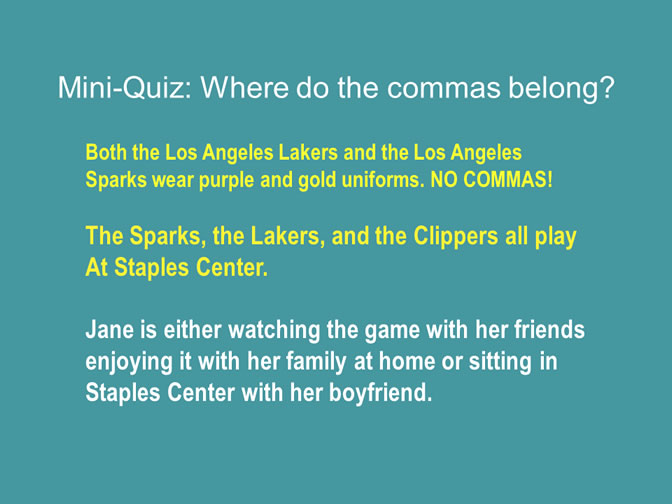 Mini-Quiz: Where do the commas belong?
Both the Los Angeles Lakers and the Los Angeles
Sparks wear purple and gold uniforms. NO COMMAS!
The Sparks, the Lakers, and the Clippers all play
At Staples Center.
Jane is either watching the game with her friends
enjoying it with her family at home or sitting in
Staples Center with her boyfriend.